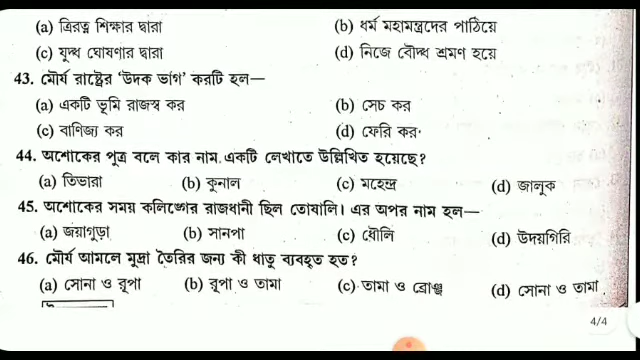 (a) ত্রিরত্ন শিক্ষার দ্বারা (b) ধর্ম মহামন্ত্রদের পাঠিয়ে
(c) যুদ্ধ ঘোষণার দ্বারা (d) নিজে বৌদ্ধ শ্রমণ হয়ে
43. মৌর্য রাষ্ট্রের ‘উদক ভাগ’ করটি হল—
(a) একটি ভূমি রাজস্ব কর (b) সেচ কর
(c) বাণিজ্য কর (d) ফেরি কর
44. অশোকের পুত্র বলে কার নাম একটি লেখাতে উল্লিখিত হয়েছে?
(a) তিভারা (b) কুনাল (c) মহেন্দ্র (d) জালুক
45. অশোকের সময় কলিঙ্গের রাজধানী ছিল তোষালি। এর অপর নাম হল—
(a) জয়াগুড়া (b) সানপা (c) ধৌলি (d) উদয়গিরি
46. মৌর্য আমলে মুদ্রা তৈরির জন্য কী ধাতু ব্যবহৃত হত?
(a) সোনা ও রূপা (b) রূপা ও তামা (c) তামা ও ব্রোঞ্জ (d) সোনা ও তামা
4/4